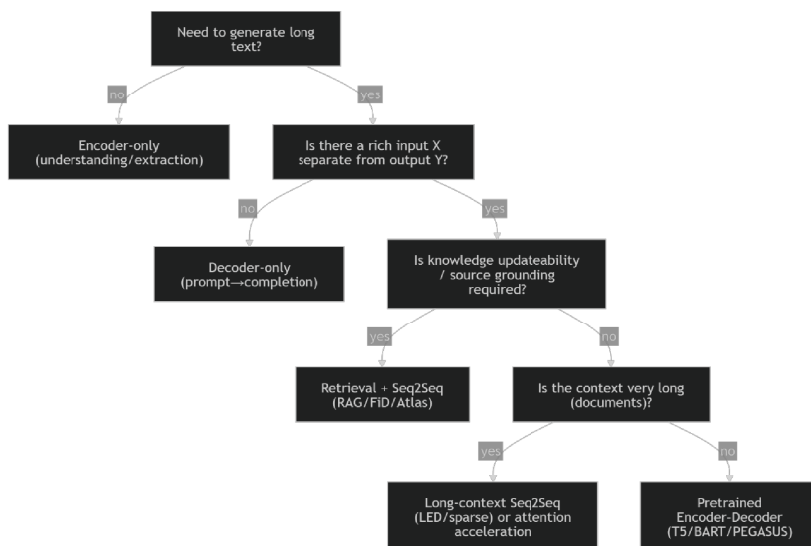 Need to generate long
text?
no
yes
Encoder-only
(understanding/extraction)
Is there a rich input X
separate from output Y?
no
yes
Decoder-only
(prompt→completion)
Is knowledge updateability
/ source grounding
required?
yes
no
Retrieval + Seq2Seq
(RAG/FiD/Atlas)
Is the context very long
(documents)?
yes
no
Long-context Seq2Seq
(LED/sparse) or attention
acceleration
Pretrained
Encoder-Decoder
(T5/BART/PEGASUS)